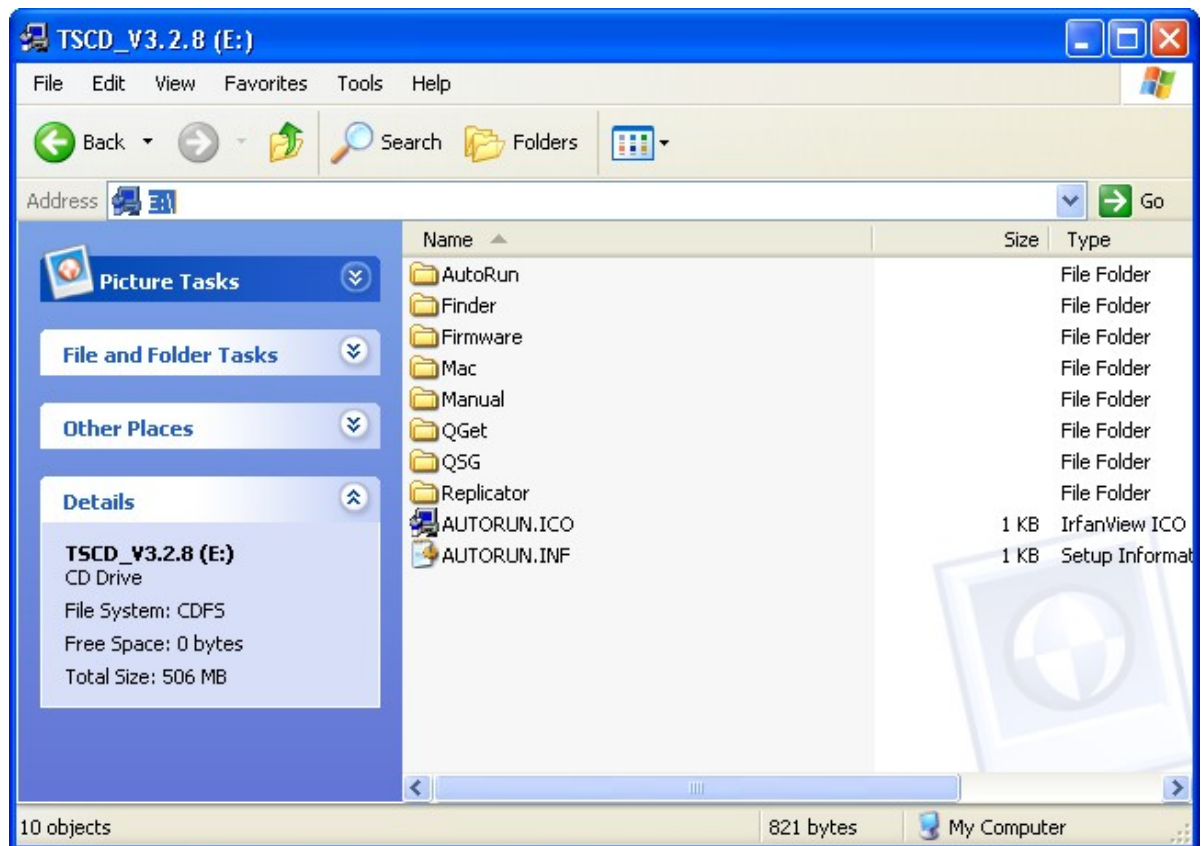 TSCD_V3.2.8 (E:)
File Edit View Favorites Tools Help
Back Search Folders
Address E:\ Go
Name Size Type
Picture Tasks
File and Folder Tasks
Other Places
Details
TSCD_V3.2.8 (E:)
CD Drive
File System: CDFS
Free Space: 0 bytes
Total Size: 506 MB
AutoRun File Folder
Finder File Folder
Firmware File Folder
Mac File Folder
Manual File Folder
QGet File Folder
QSG File Folder
Replicator File Folder
AUTORUN.ICO 1 KB IrfanView ICO
AUTORUN.INF 1 KB Setup Informat
10 objects 821 bytes My Computer